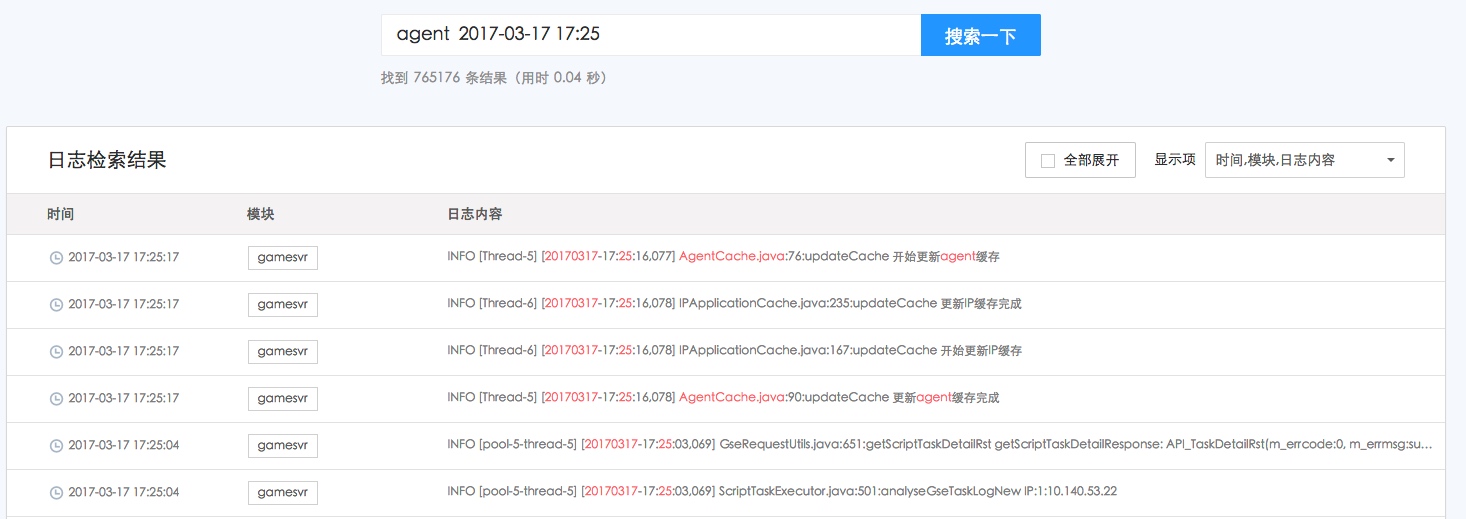 agent 2017-03-17 17:25
搜索一下
找到 765176 条结果（用时 0.04 秒）
日志检索结果
全部展开
显示项
时间,模块,日志内容
时间 模块 日志内容
2017-03-17 17:25:17 gamesvr INFO [Thread-5] [20170317-17:25:16,077] AgentCache.java:76:updateCache 开始更新agent缓存
2017-03-17 17:25:17 gamesvr INFO [Thread-6] [20170317-17:25:16,078] IPApplicationCache.java:235:updateCache 更新IP缓存完成
2017-03-17 17:25:17 gamesvr INFO [Thread-6] [20170317-17:25:16,078] IPApplicationCache.java:167:updateCache 开始更新IP缓存
2017-03-17 17:25:17 gamesvr INFO [Thread-5] [20170317-17:25:16,078] AgentCache.java:90:updateCache 更新agent缓存完成
2017-03-17 17:25:04 gamesvr INFO [pool-5-thread-5] [20170317-17:25:03,069] GseRequestUtils.java:651:getScriptTaskDetailRst getScriptTaskDetailResponse: API_TaskDetailRst(m_errcode:0, m_errmsg:su...
2017-03-17 17:25:04 gamesvr INFO [pool-5-thread-5] [20170317-17:25:03,069] ScriptTaskExecutor.java:501:analyseGseTaskLogNew IP:1:10.140.53.22